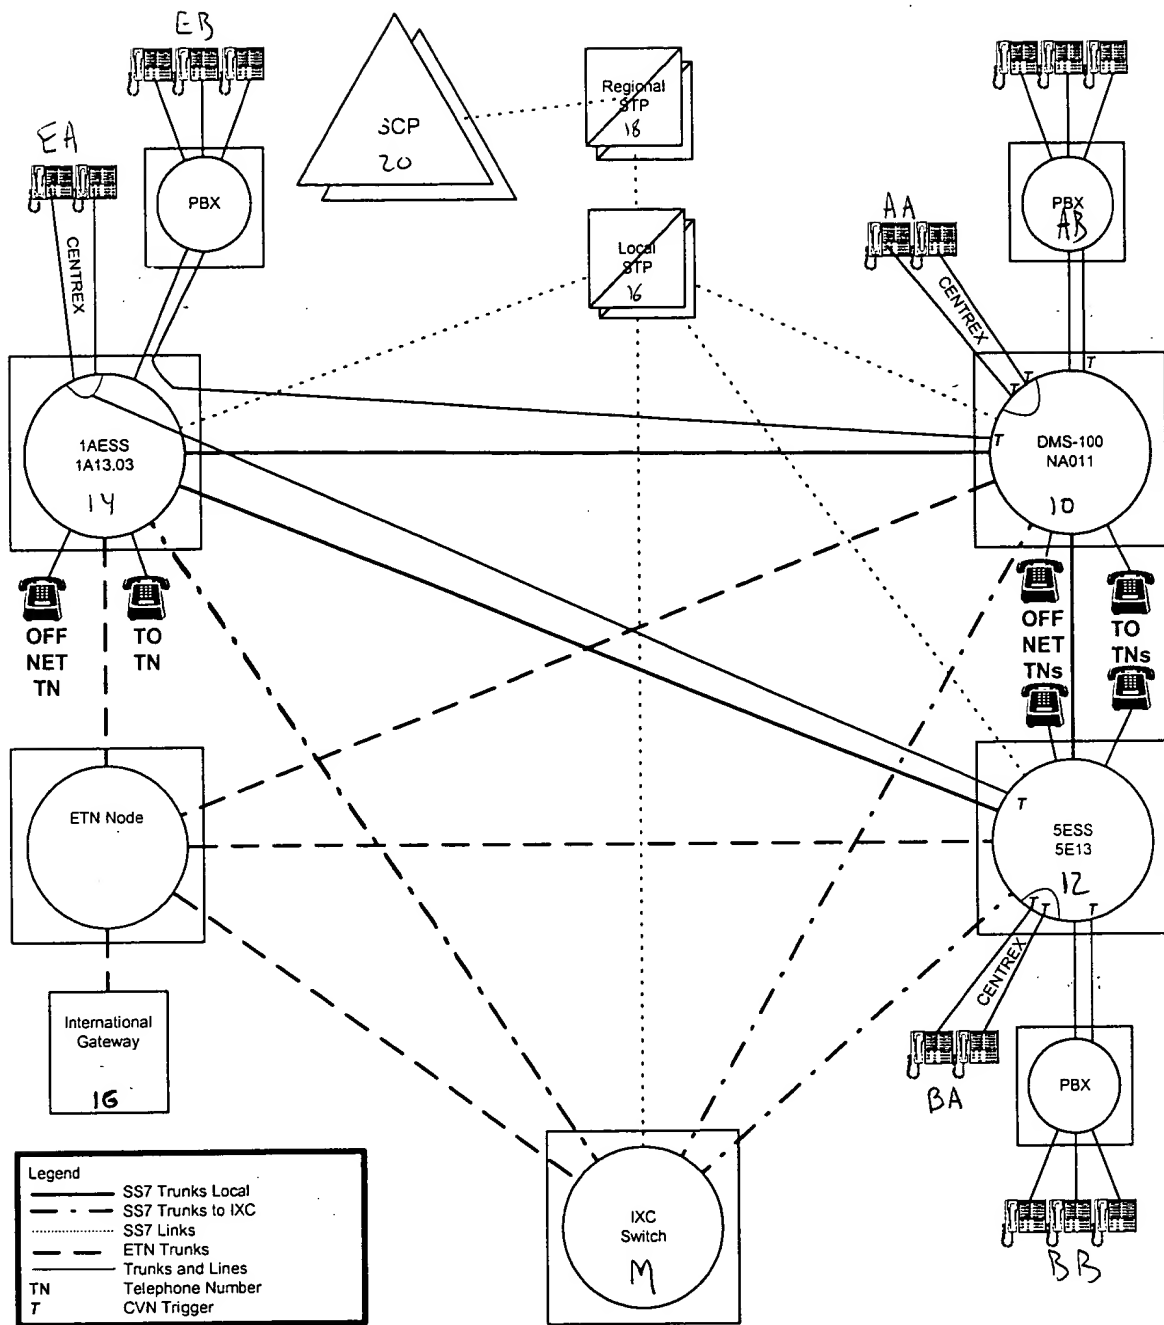 EB
EA
PBX
CENTREX
SCP
20
Regional
STP
18
Local
STP
16
AA
CENTREX
PBX
AB
T
T
T
T
1AESS
1A13.03
14
DMS-100
NA011
10
OFF
NET
TN
TO
TN
OFF
NET
TNs
TO
TNs
ETN Node
T
5ESS
5E13
12
T
T
T
CENTREX
International
Gateway
16
BA
PBX
BB
IXC
Switch
M
Legend
SS7 Trunks Local
SS7 Trunks to IXC
SS7 Links
ETN Trunks
Trunks and Lines
TN Telephone Number
T CVN Trigger